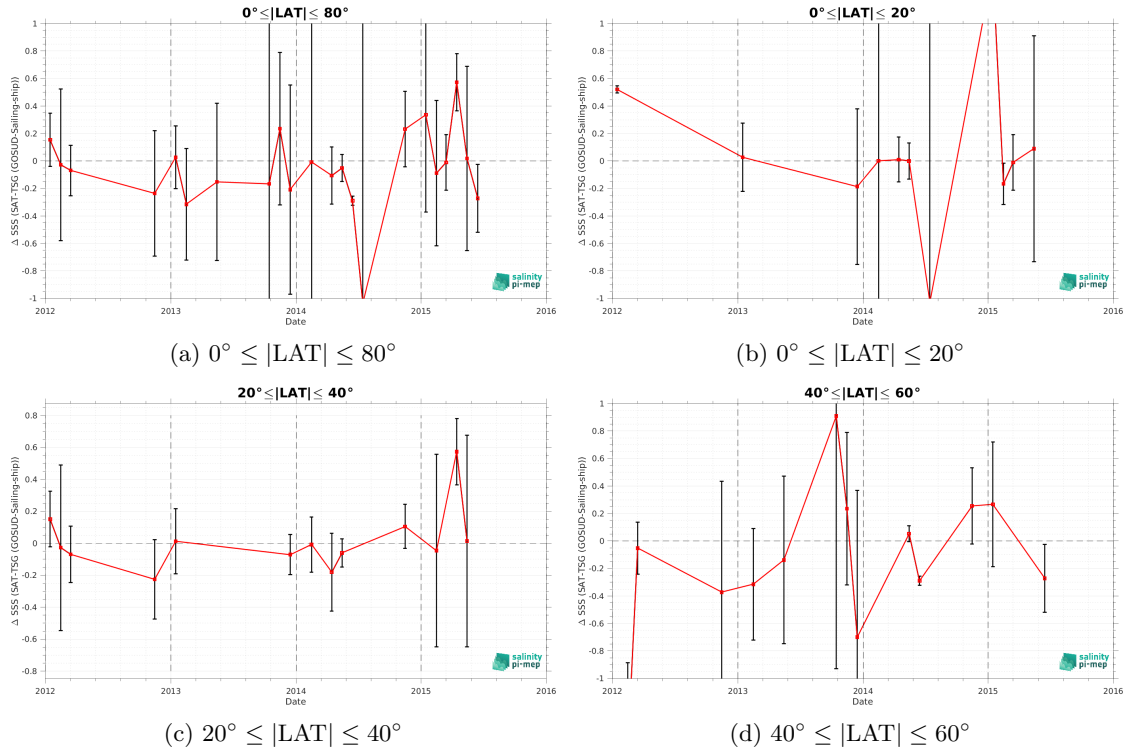 0°≤|LAT|≤ 80°
Δ SSS (SAT-TSG (GOSUD-Sailing-ship))
1
0.8
0.6
0.4
0.2
0
-0.2
-0.4
-0.6
-0.8
-1
2012
2013
2014
2015
2016
Date
salinity
pi-mep
(a) 0° ≤ |LAT| ≤ 80°
0°≤|LAT|≤ 20°
Δ SSS (SAT-TSG (GOSUD-Sailing-ship))
1
0.8
0.6
0.4
0.2
0
-0.2
-0.4
-0.6
-0.8
-1
2012
2013
2014
2015
2016
Date
salinity
pi-mep
(b) 0° ≤ |LAT| ≤ 20°
20°≤|LAT|≤ 40°
Δ SSS (SAT-TSG (GOSUD-Sailing-ship))
0.8
0.6
0.4
0.2
0
-0.2
-0.4
-0.6
-0.8
2012
2013
2014
2015
2016
Date
salinity
pi-mep
(c) 20° ≤ |LAT| ≤ 40°
40°≤|LAT|≤ 60°
Δ SSS (SAT-TSG (GOSUD-Sailing-ship))
1
0.8
0.6
0.4
0.2
0
-0.2
-0.4
-0.6
-0.8
-1
2012
2013
2014
2015
2016
Date
salinity
pi-mep
(d) 40° ≤ |LAT| ≤ 60°